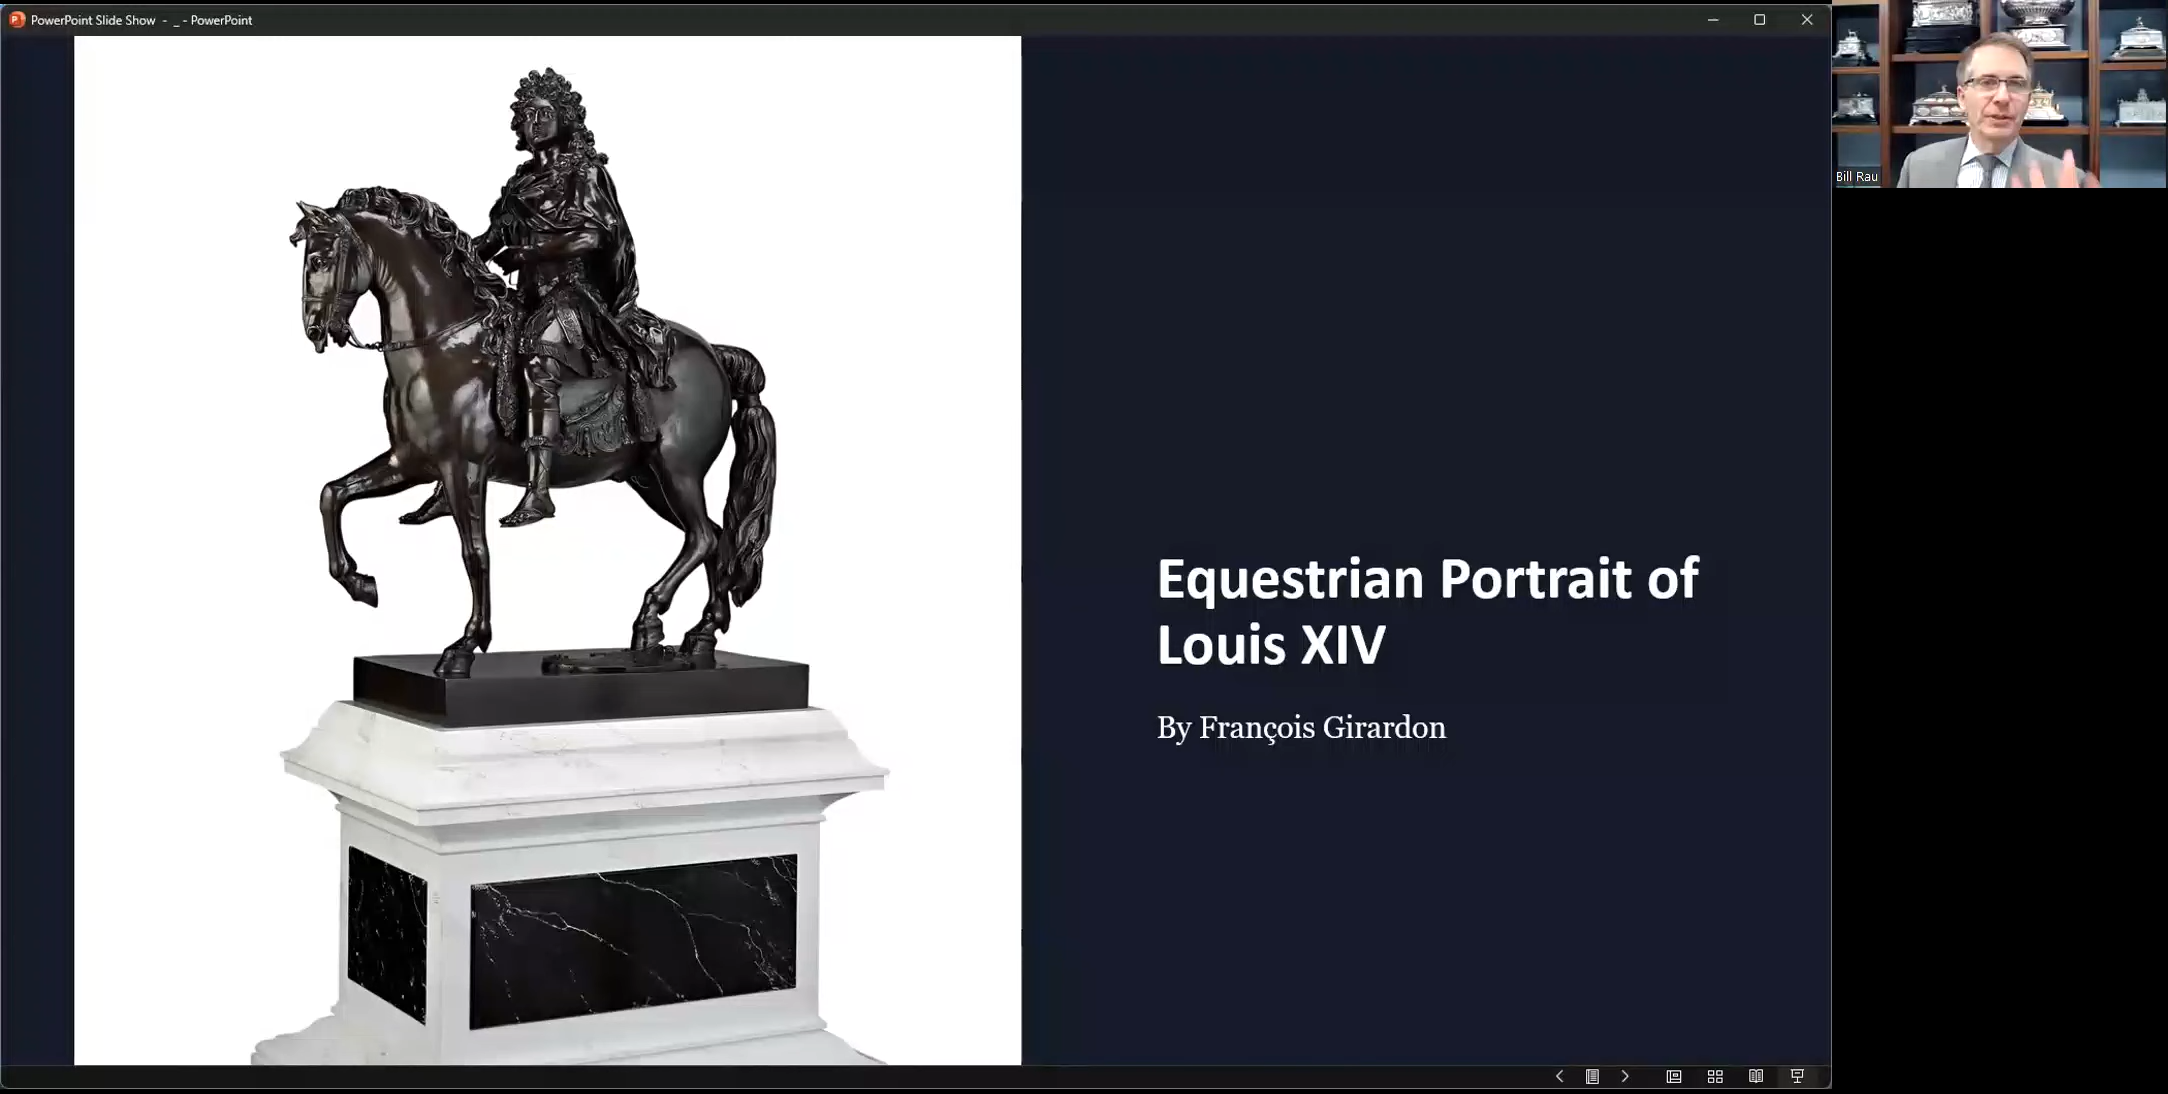 PowerPoint Slide Show - _ - PowerPoint
Bill Rau
Equestrian Portrait of
Louis XIV
By François Girardon